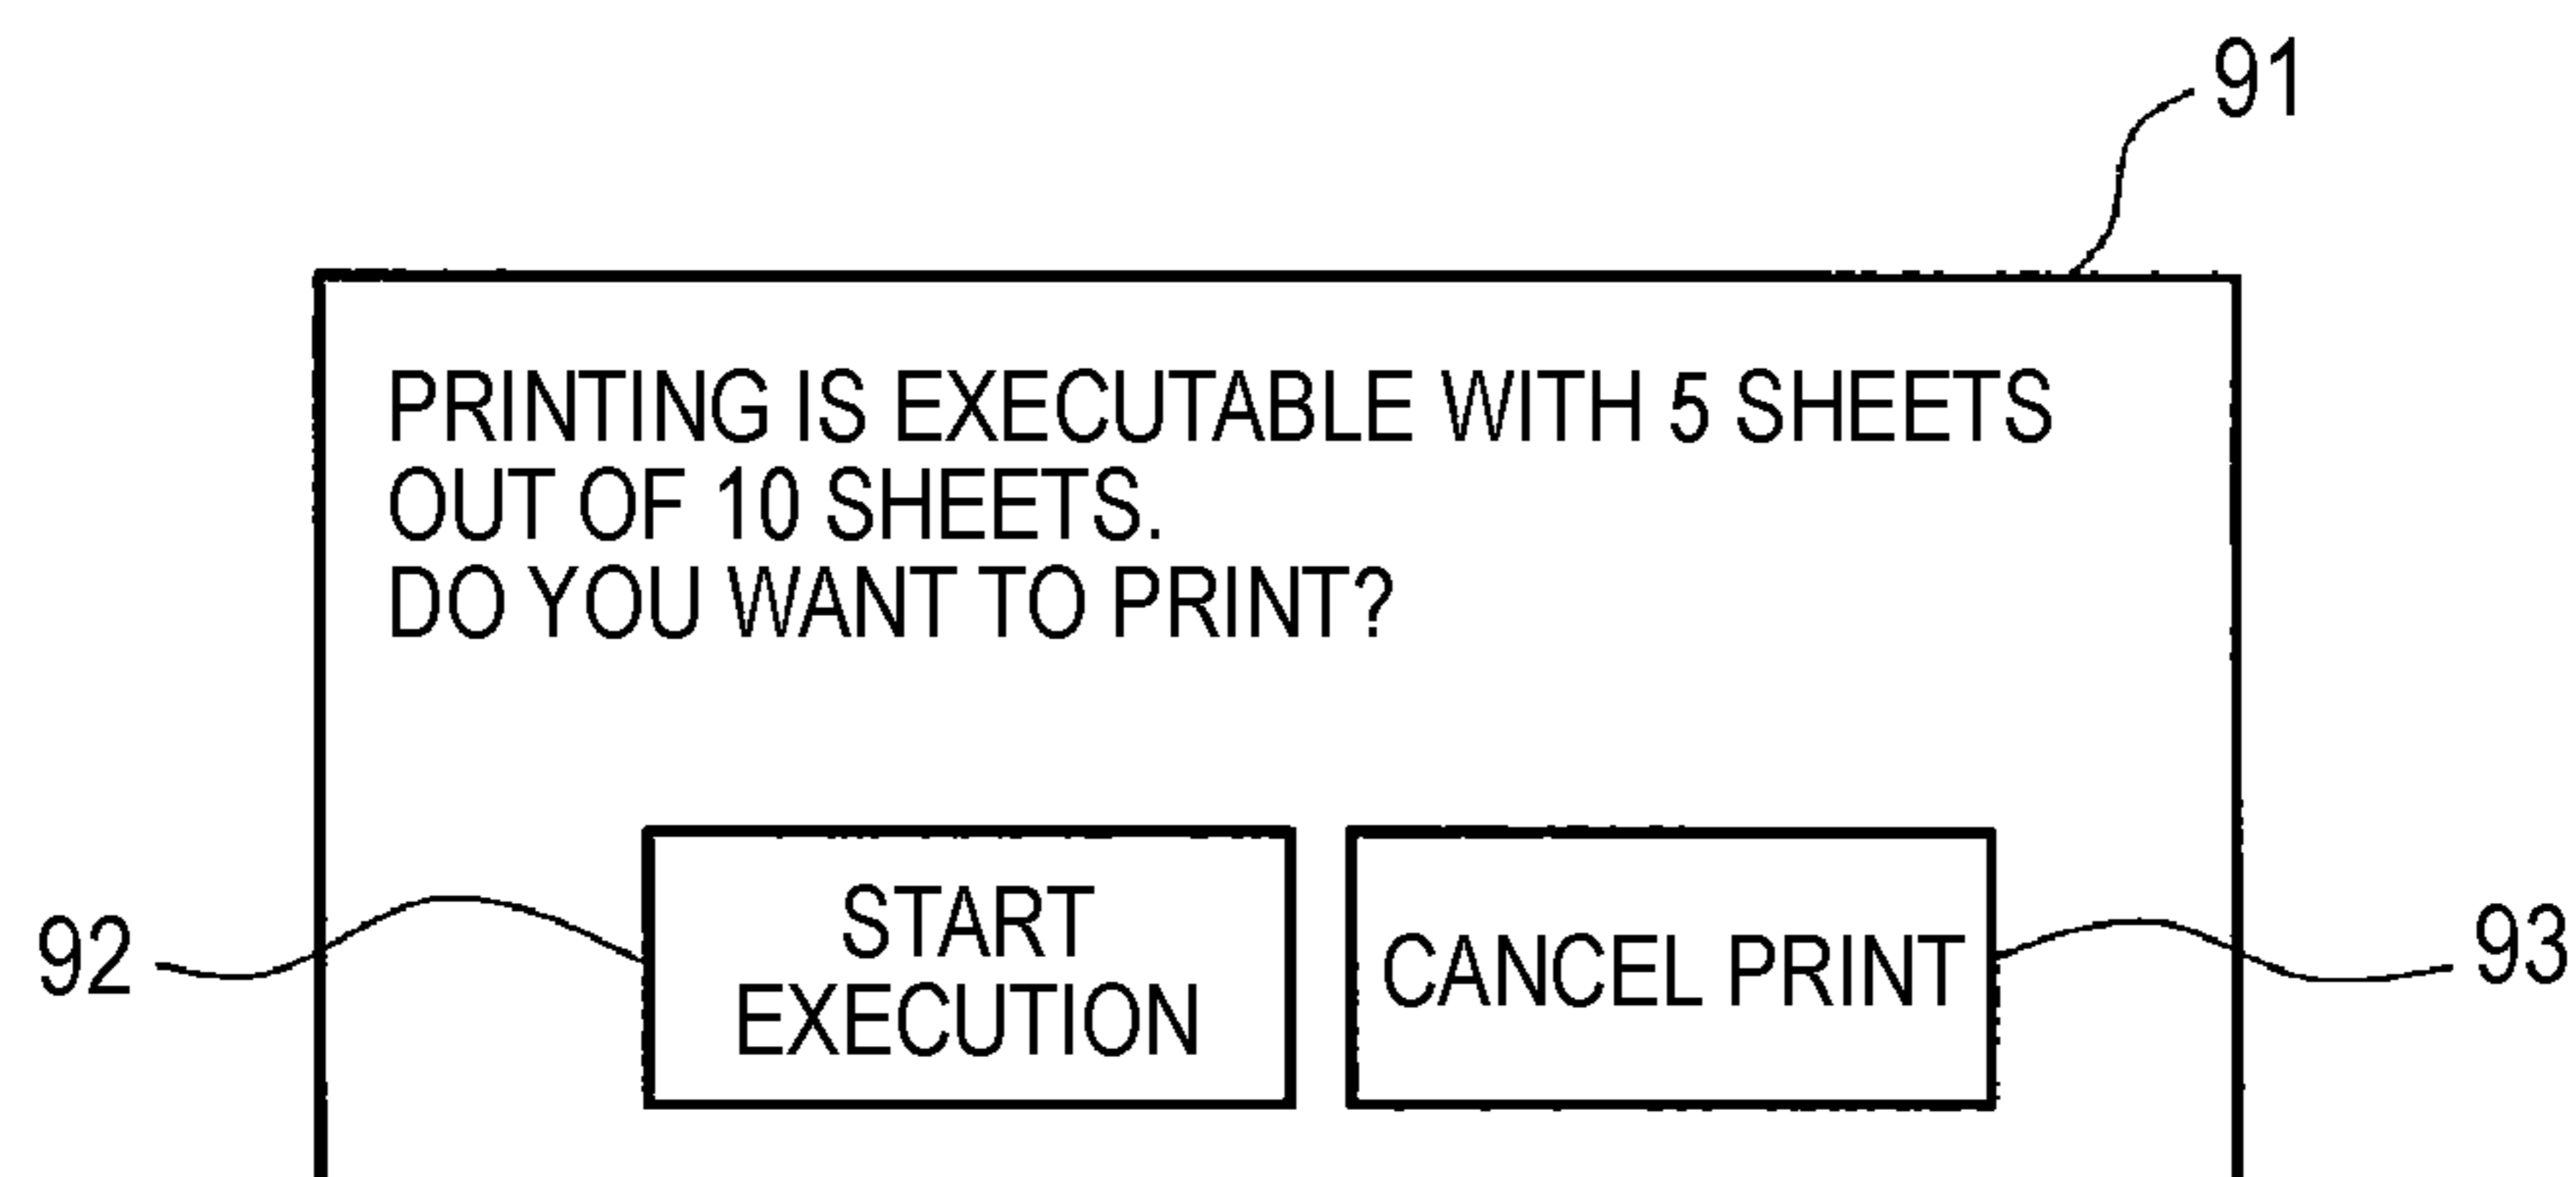 91
PRINTING IS EXECUTABLE WITH 5 SHEETS
OUT OF 10 SHEETS.
DO YOU WANT TO PRINT?
92
START
EXECUTION
CANCEL PRINT
93